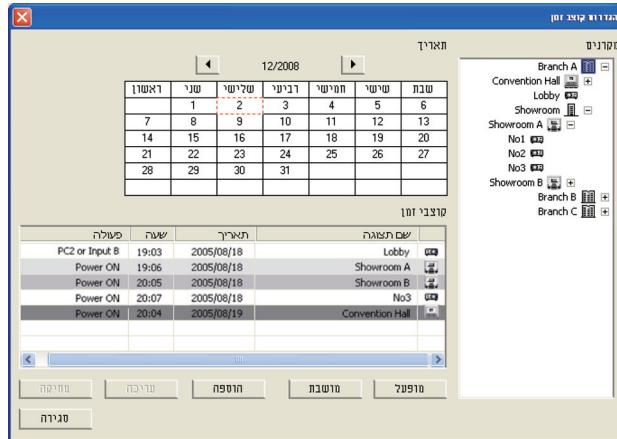 הגדרות קוצב זמן
מקרנים
Branch A
Convention Hall
Lobby
Showroom
Showroom A
No1
No2
No3
Showroom B
Branch B
Branch C
תאריך
12/2008
ראשון שני שלישי רביעי חמישי שישי שבת
1 2 3 4 5 6
7 8 9 10 11 12 13
14 15 16 17 18 19 20
21 22 23 24 25 26 27
28 29 30 31
קוצבי זמן
שם תצוגה תאריך שעה פעולה
Lobby 2005/08/18 19:03 PC2 or Input B
Showroom A 2005/08/18 19:06 Power ON
Showroom B 2005/08/18 20:05 Power ON
No3 2005/08/18 20:07 Power ON
Convention Hall 2005/08/19 20:04 Power ON
מופעל מושבת הוספה עריכה מחיקה
סגירה